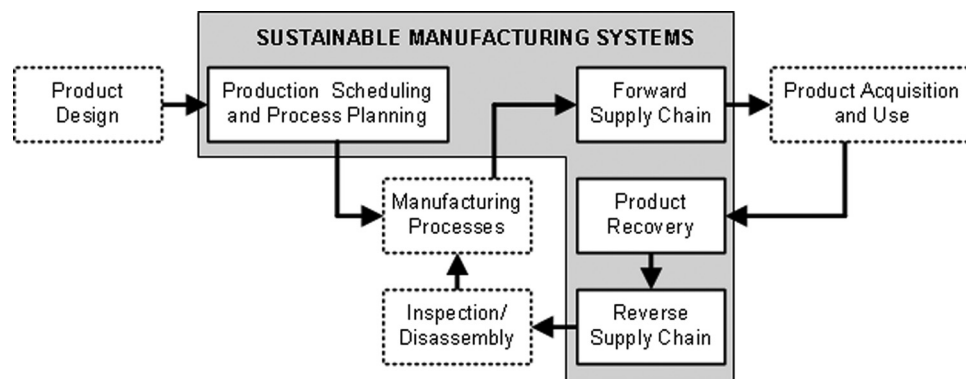 SUSTAINABLE MANUFACTURING SYSTEMS
Product
Design
Production Scheduling
and Process Planning
Forward
Supply Chain
Product Acquisition
and Use
Manufacturing
Processes
Product
Recovery
Inspection/
Disassembly
Reverse
Supply Chain